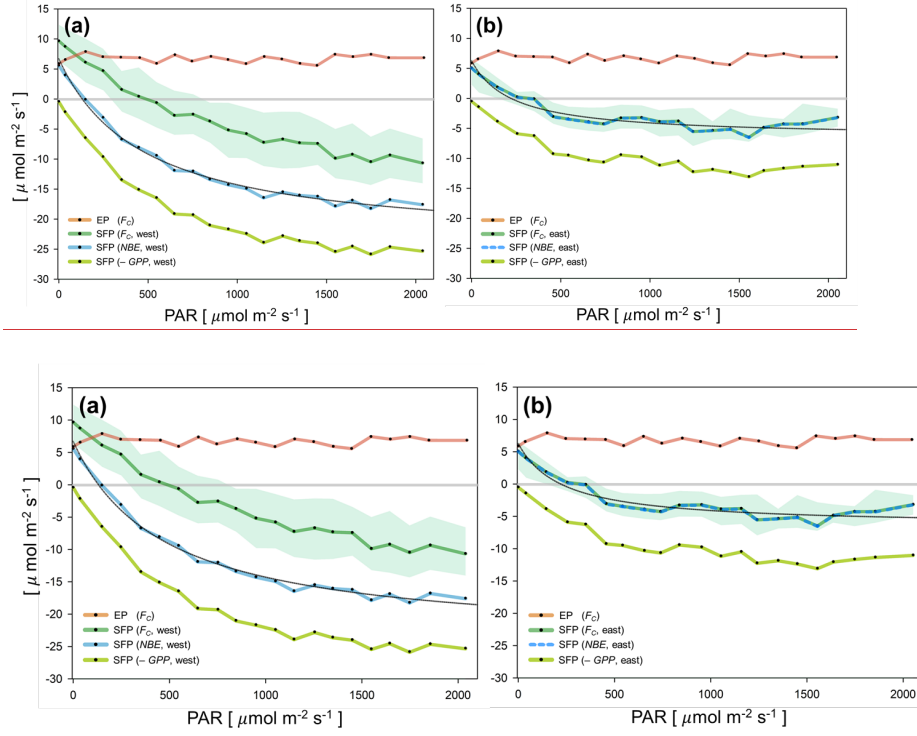 (a)
15
10
5
0
-5
-10
-15
-20
-25
-30
[ μ mol m-2 s-1 ]
EP (FC)
SFP (FC, west)
SFP (NBE, west)
SFP (– GPP, west)
0 500 1000 1500 2000
PAR [ μmol m-2 s-1 ]
(b)
15
10
5
0
-5
-10
-15
-20
-25
-30
EP (FC)
SFP (FC, east)
SFP (NBE, east)
SFP (– GPP, east)
0 500 1000 1500 2000
PAR [ μmol m-2 s-1 ]
(a)
15
10
5
0
-5
-10
-15
-20
-25
-30
[ μ mol m-2 s-1 ]
EP (FC)
SFP (FC, west)
SFP (NBE, west)
SFP (– GPP, west)
0 500 1000 1500 2000
PAR [ μmol m-2 s-1 ]
(b)
15
10
5
0
-5
-10
-15
-20
-25
-30
EP (FC)
SFP (FC, east)
SFP (NBE, east)
SFP (– GPP, east)
0 500 1000 1500 2000
PAR [ μmol m-2 s-1 ]